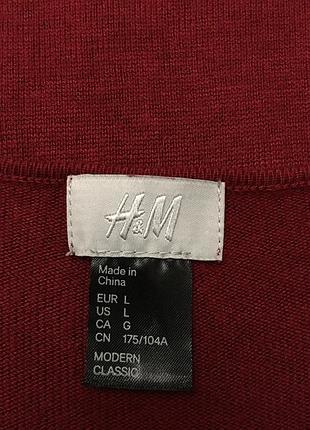 H&M
Made in
China
EUR L
US L
CA G
CN 175/104A
MODERN
CLASSIC